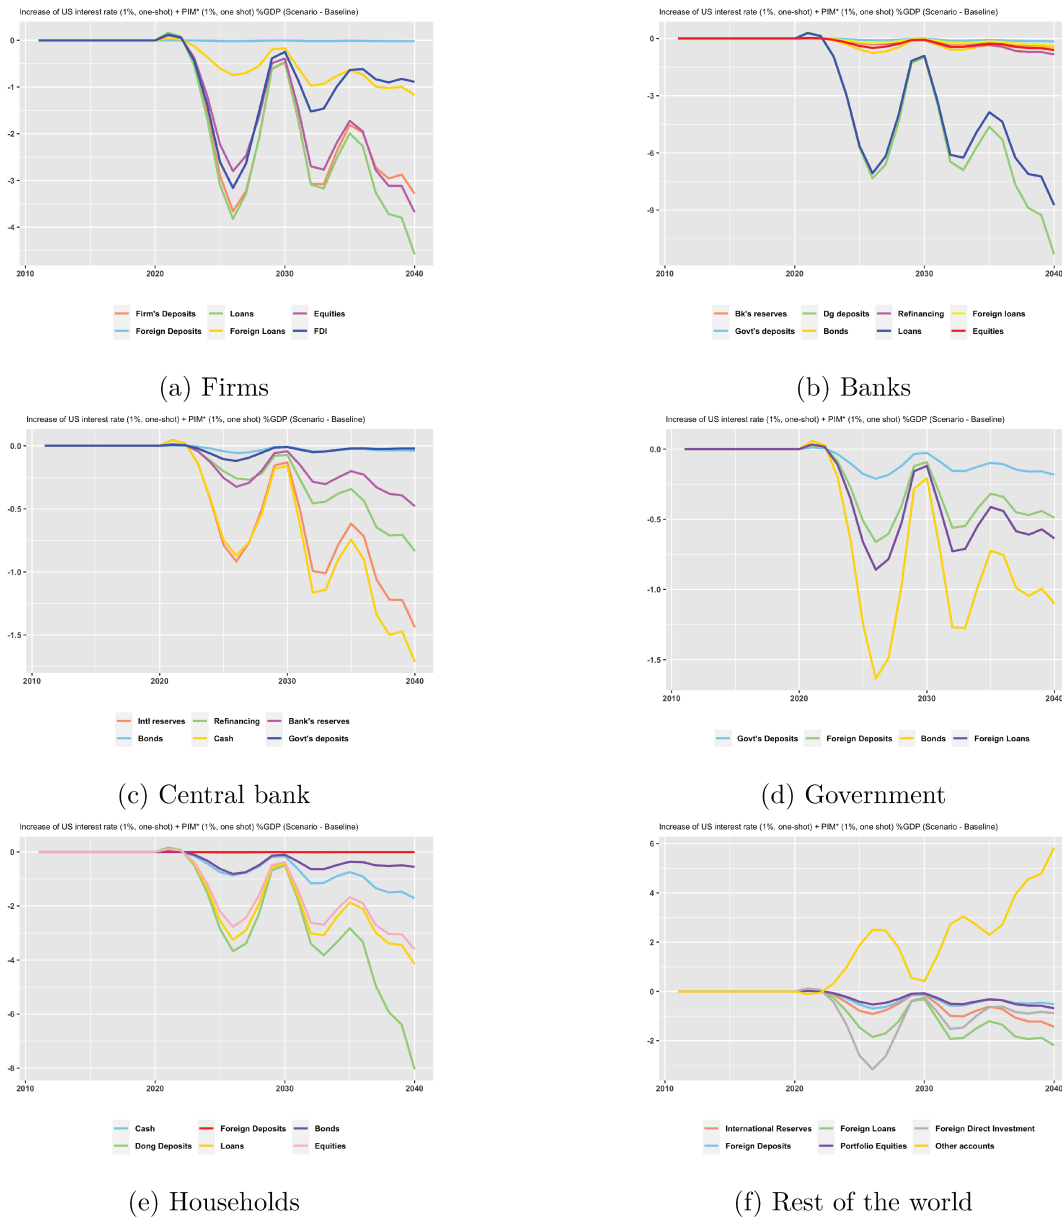 Increase of US interest rate (1%, one-shot) + PIM* (1%, one shot) %GDP (Scenario - Baseline)
0
-1
-2
-3
-4
2010 2020 2030 2040
Firm's Deposits Loans Equities
Foreign Deposits Foreign Loans FDI
(a) Firms
Increase of US interest rate (1%, one-shot) + PIM* (1%, one shot) %GDP (Scenario - Baseline)
0
-3
-6
-9
2010 2020 2030 2040
Bk's reserves Dg deposits Refinancing Foreign loans
Govt's deposits Bonds Loans Equities
(b) Banks
Increase of US interest rate (1%, one-shot) + PIM* (1%, one shot) %GDP (Scenario - Baseline)
0.0
-0.5
-1.0
-1.5
2010 2020 2030 2040
Intl reserves Refinancing Bank's reserves
Bonds Cash Govt's deposits
(c) Central bank
Increase of US interest rate (1%, one-shot) + PIM* (1%, one shot) %GDP (Scenario - Baseline)
0.0
-0.5
-1.0
-1.5
2010 2020 2030 2040
Govt's Deposits Foreign Deposits Bonds Foreign Loans
(d) Government
Increase of US interest rate (1%, one-shot) + PIM* (1%, one shot) %GDP (Scenario - Baseline)
0
-2
-4
-6
-8
2010 2020 2030 2040
Cash Foreign Deposits Bonds
Dong Deposits Loans Equities
(e) Households
Increase of US interest rate (1%, one-shot) + PIM* (1%, one shot) %GDP (Scenario - Baseline)
6
4
2
0
-2
2010 2020 2030 2040
International Reserves Foreign Loans Foreign Direct Investment
Foreign Deposits Portfolio Equities Other accounts
(f) Rest of the world